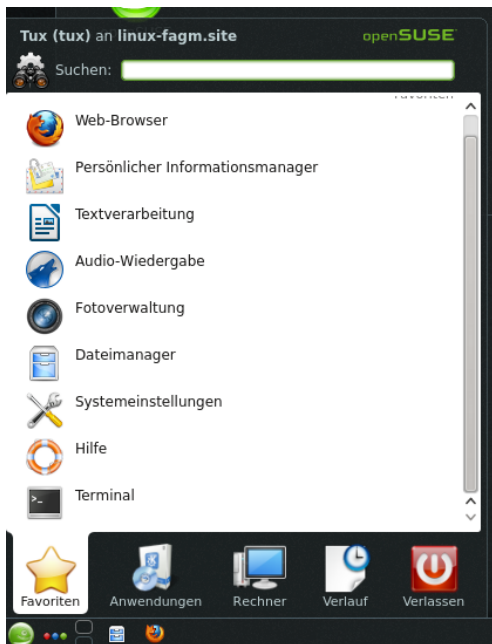 Tux (tux) an linux-fagm.site openSUSE
Suchen:
Favoriten
Web-Browser
Persönlicher Informationsmanager
Textverarbeitung
Audio-Wiedergabe
Fotoverwaltung
Dateimanager
Systemeinstellungen
Hilfe
Terminal
Favoriten Anwendungen Rechner Verlauf Verlassen